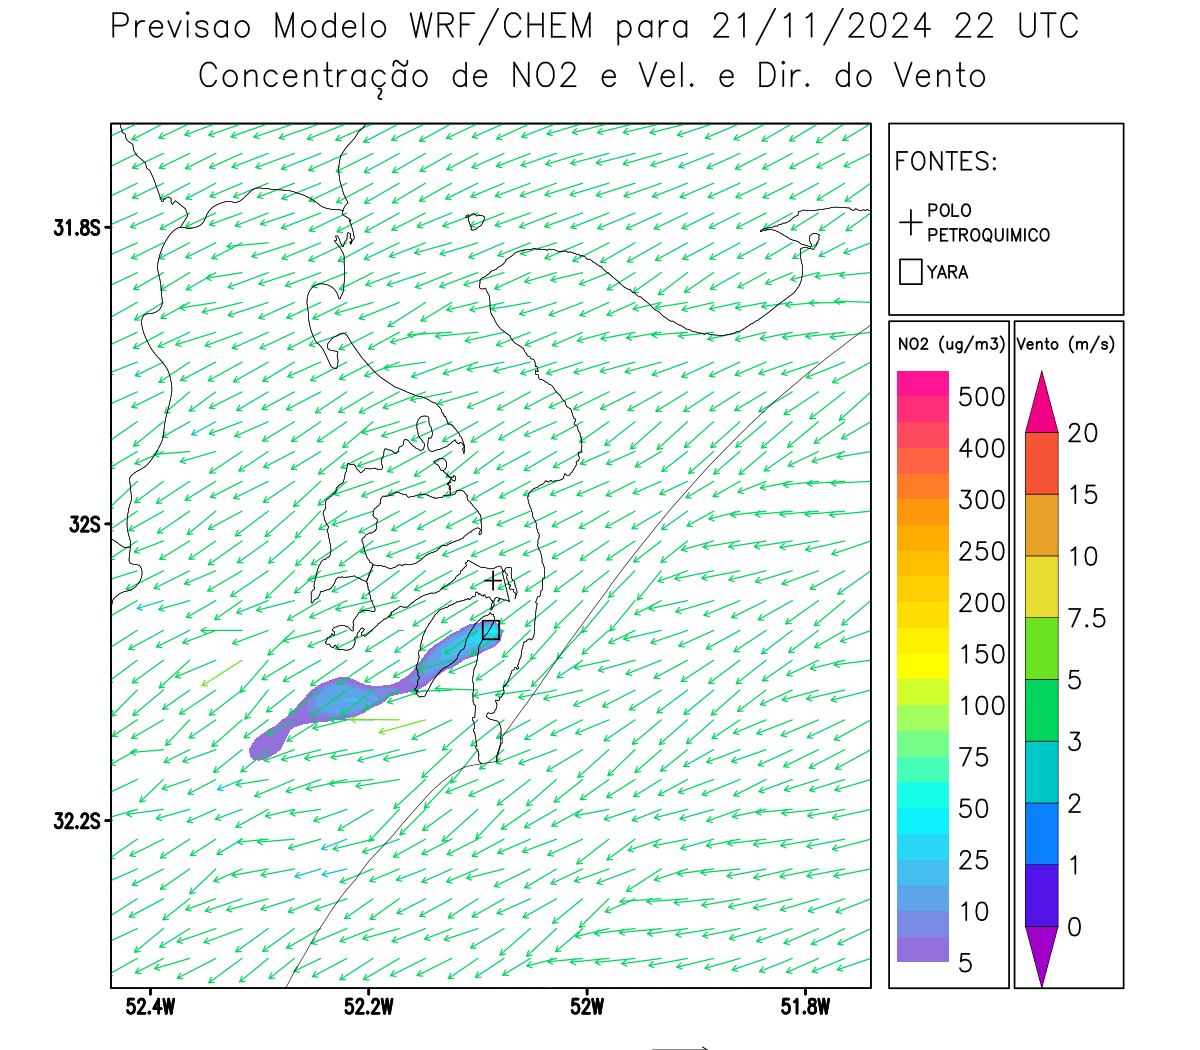 Previsao Modelo WRF/CHEM para 21/11/2024 22 UTC
Concentração de NO2 e Vel. e Dir. do Vento
FONTES:
POLO
PETROQUIMICO
YARA
NO2 (ug/m3)
500
400
300
250
200
150
100
75
50
25
10
5
Vento (m/s)
20
15
10
7.5
5
3
2
1
0
31.8S
32S
32.2S
52.4W
52.2W
52W
51.8W